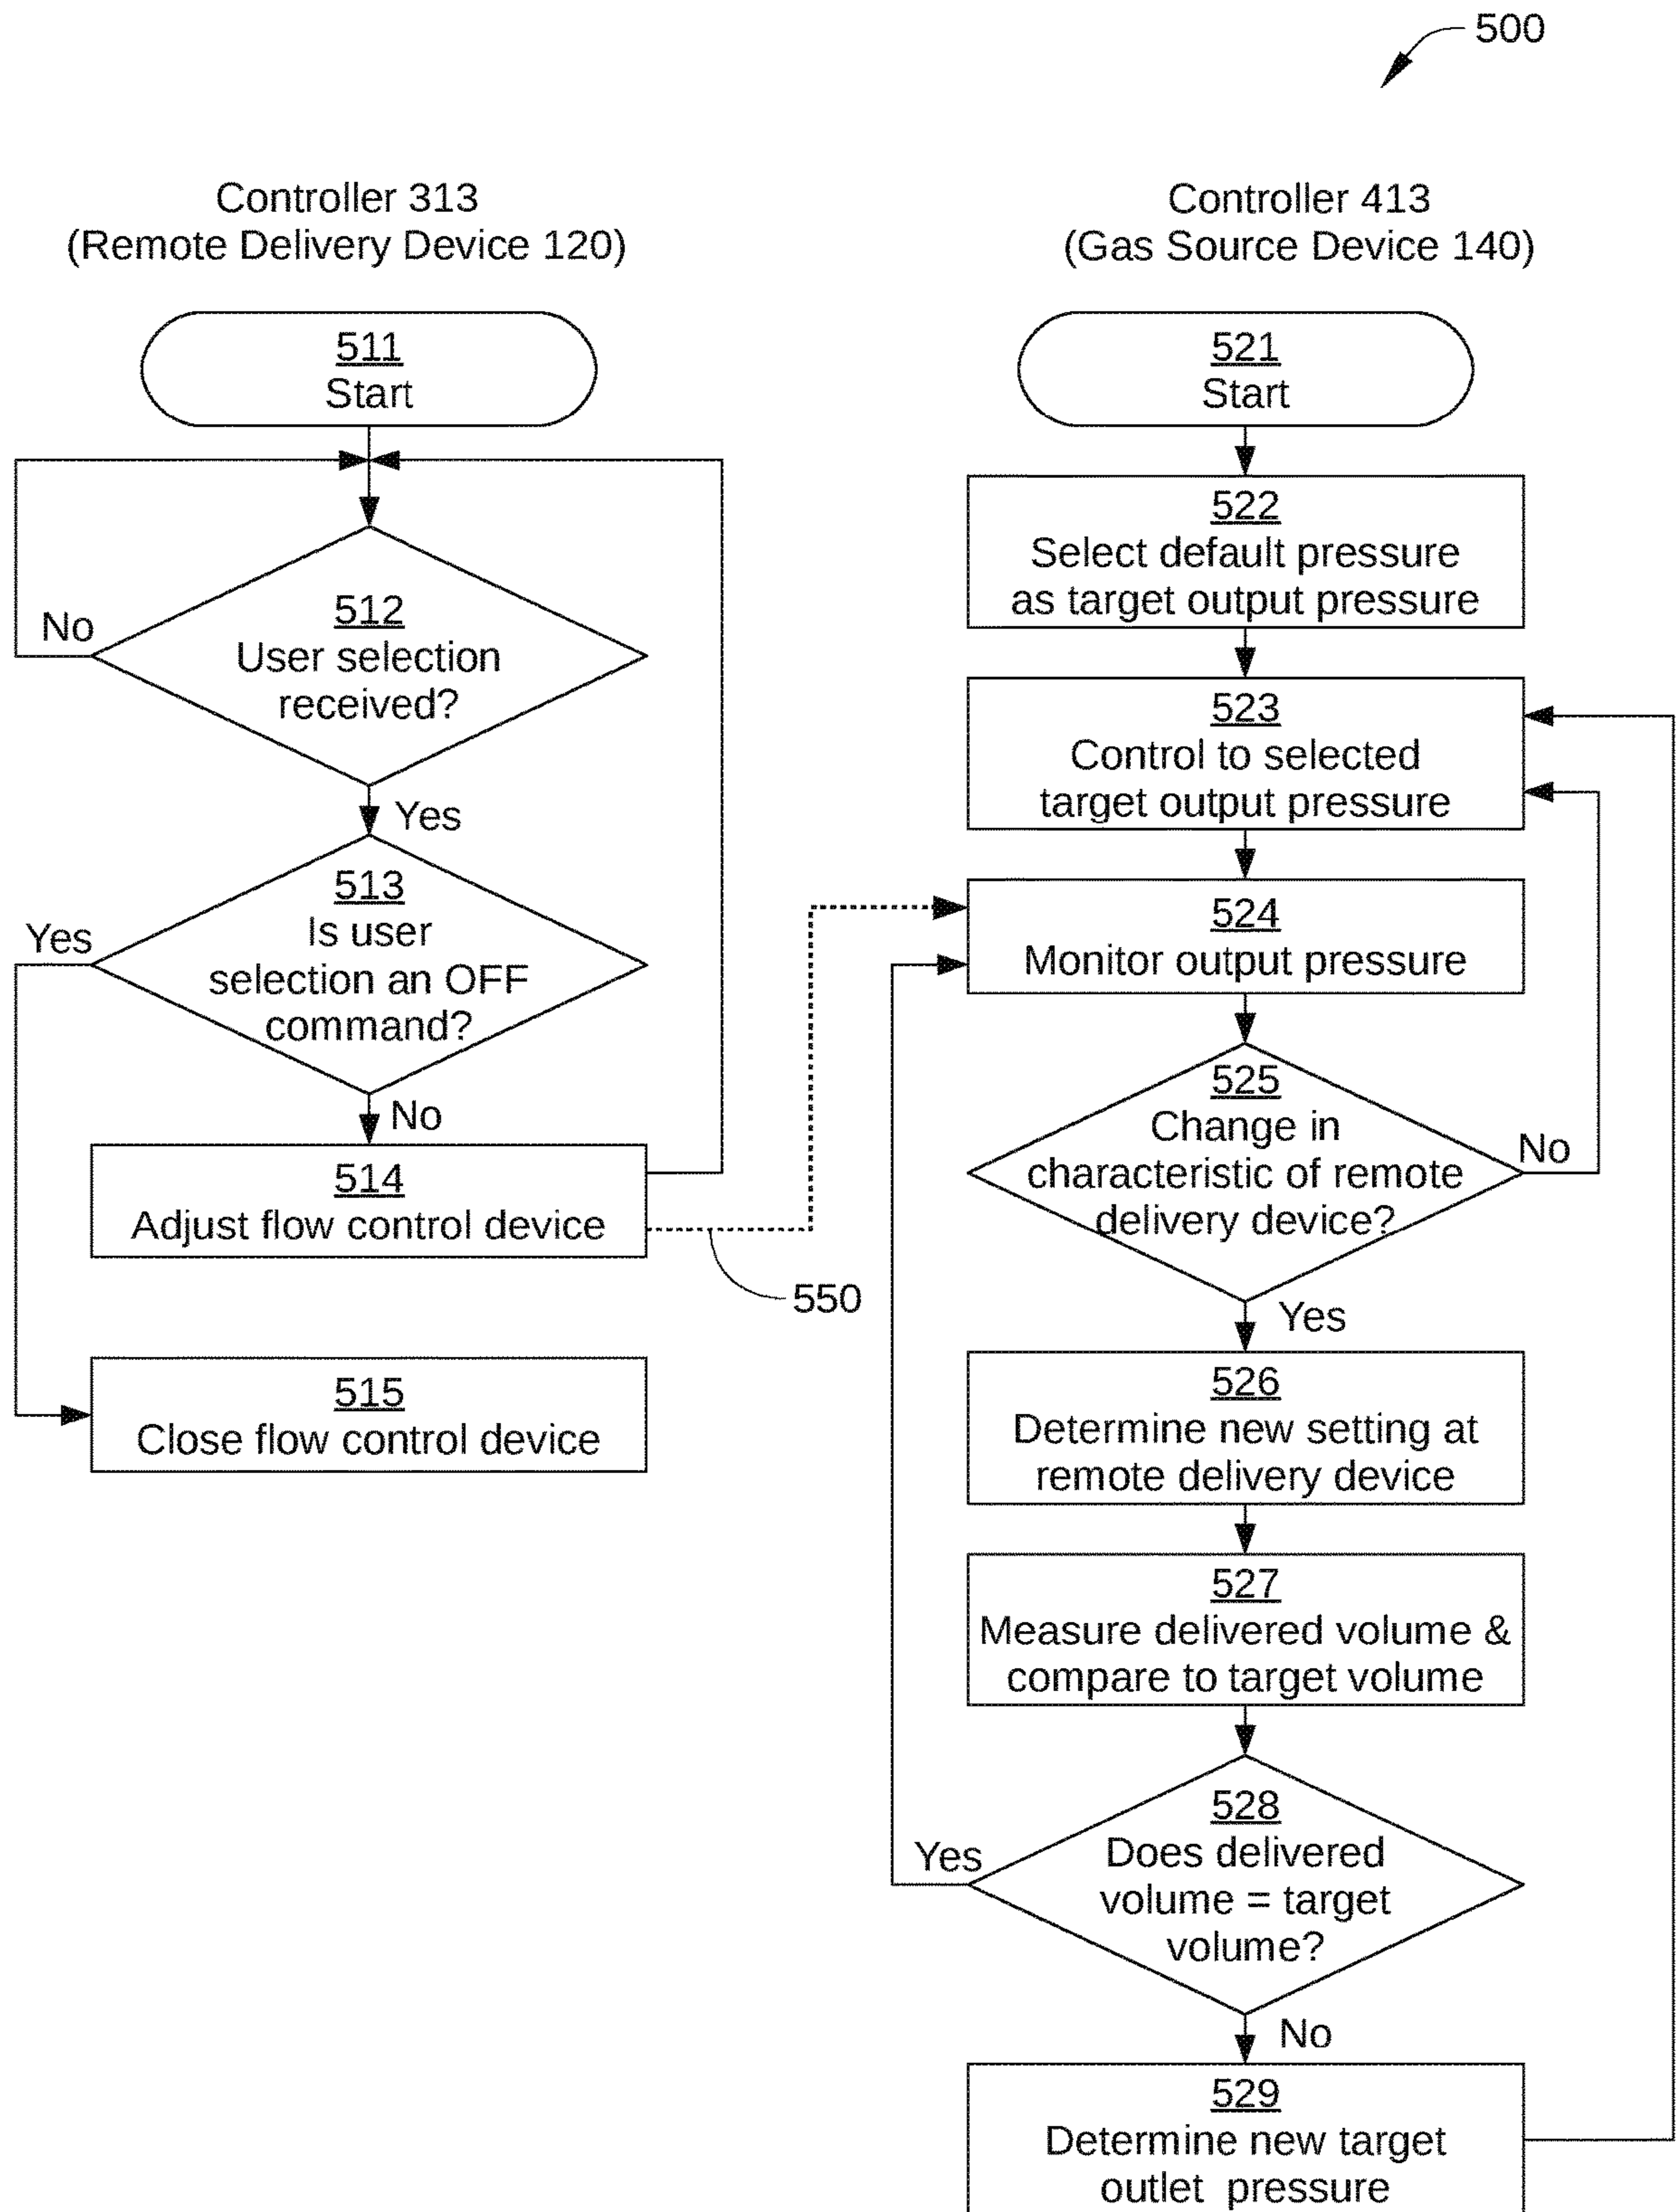 500
Controller 313
(Remote Delivery Device 120)
511
Start
512
User selection
received?
No
Yes
513
Is user
selection an OFF
command?
Yes
No
514
Adjust flow control device
550
515
Close flow control device
Controller 413
(Gas Source Device 140)
521
Start
522
Select default pressure
as target output pressure
523
Control to selected
target output pressure
524
Monitor output pressure
525
Change in
characteristic of remote
delivery device?
No
Yes
526
Determine new setting at
remote delivery device
527
Measure delivered volume &
compare to target volume
528
Does delivered
volume = target
volume?
Yes
No
529
Determine new target
outlet pressure